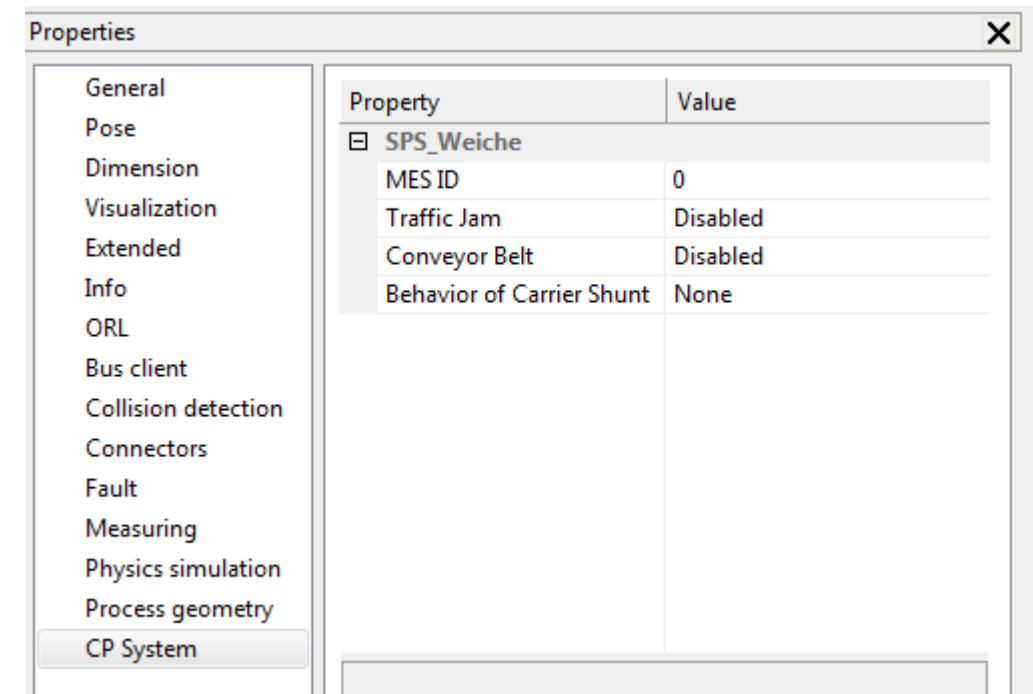 Properties
General
Pose
Dimension
Visualization
Extended
Info
ORL
Bus client
Collision detection
Connectors
Fault
Measuring
Physics simulation
Process geometry
CP System
Property Value
SPS_Weiche
MES ID 0
Traffic Jam Disabled
Conveyor Belt Disabled
Behavior of Carrier Shunt None